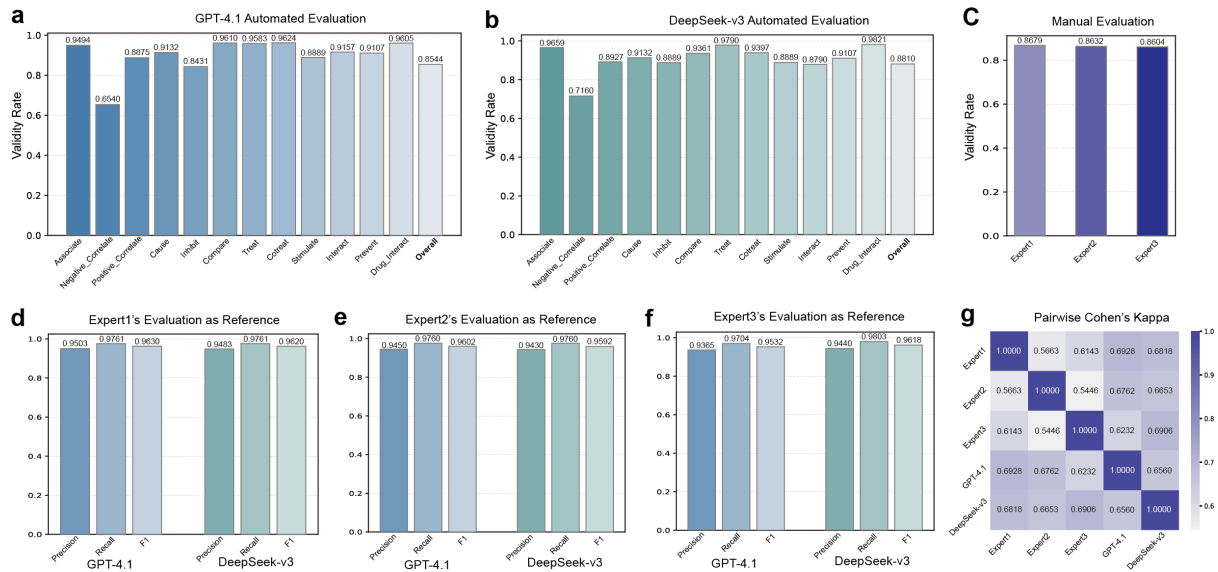 a
GPT-4.1 Automated Evaluation
Validity Rate
1.0
0.8
0.6
0.4
0.2
0.0
0.9494
0.6540
0.8875
0.9132
0.8431
0.9610
0.9583
0.9624
0.8889
0.9157
0.9107
0.9605
0.8544
Associate
Negative_Correlate
Positive_Correlate
Cause
Inhibit
Compare
Treat
Cotreat
Stimulate
Interact
Prevent
Drug_Interact
Overall
b
DeepSeek-v3 Automated Evaluation
Validity Rate
1.0
0.8
0.6
0.4
0.2
0.0
0.9659
0.7160
0.8927
0.9132
0.8889
0.9361
0.9790
0.9397
0.8889
0.8790
0.9107
0.9821
0.8810
Associate
Negative_Correlate
Positive_Correlate
Cause
Inhibit
Compare
Treat
Cotreat
Stimulate
Interact
Prevent
Drug_Interact
Overall
C
Manual Evaluation
Validity Rate
0.8
0.6
0.4
0.2
0.0
0.8679
0.8632
0.8604
Expert1
Expert2
Expert3
d
Expert1's Evaluation as Reference
1.0
0.8
0.6
0.4
0.2
0.0
0.9503
0.9761
0.9630
0.9483
0.9761
0.9620
Precision
Recall
F1
Precision
Recall
F1
GPT-4.1
DeepSeek-v3
e
Expert2's Evaluation as Reference
1.0
0.8
0.6
0.4
0.2
0.0
0.9450
0.9760
0.9602
0.9430
0.9760
0.9592
Precision
Recall
F1
Precision
Recall
F1
GPT-4.1
DeepSeek-v3
f
Expert3's Evaluation as Reference
1.0
0.8
0.6
0.4
0.2
0.0
0.9365
0.9704
0.9532
0.9440
0.9803
0.9618
Precision
Recall
F1
Precision
Recall
F1
GPT-4.1
DeepSeek-v3
g
Pairwise Cohen's Kappa
Expert1
1.0000 0.5663 0.6143 0.6928 0.6818
Expert2
0.5663 1.0000 0.5446 0.6762 0.6653
Expert3
0.6143 0.5446 1.0000 0.6232 0.6906
GPT-4.1
0.6928 0.6762 0.6232 1.0000 0.6560
DeepSeek-v3
0.6818 0.6653 0.6906 0.6560 1.0000
Expert1
Expert2
Expert3
GPT-4.1
DeepSeek-v3
1.0
0.9
0.8
0.7
0.6